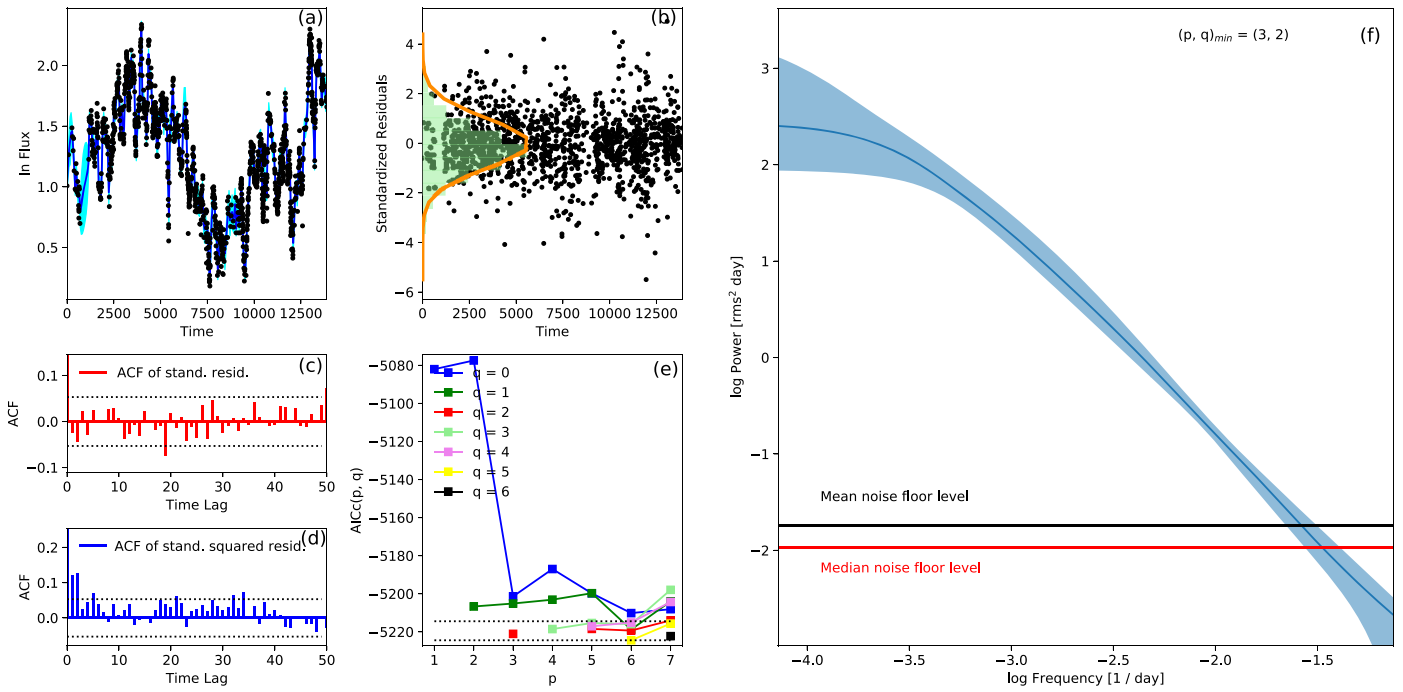 (a)
ln Flux
2.0
1.5
1.0
0.5
0 2500 5000 7500 10000 12500
Time
(b)
Standardized Residuals
4
2
0
−2
−4
−6
0 2500 5000 7500 10000 12500
Time
(c)
ACF of stand. resid.
ACF
0.1
0.0
−0.1
0 10 20 30 40 50
Time Lag
(d)
ACF of stand. squared resid.
ACF
0.2
0.1
0.0
0 10 20 30 40 50
Time Lag
(e)
AICc(p, q)
−5080
−5100
−5120
−5140
−5160
−5180
−5200
−5220
q = 0
q = 1
q = 2
q = 3
q = 4
q = 5
q = 6
1 2 3 4 5 6 7
p
(f)
(p, q)min = (3, 2)
log Power [rms² day]
3
2
1
0
−1
−2
Mean noise floor level
Median noise floor level
−4.0 −3.5 −3.0 −2.5 −2.0 −1.5
log Frequency [1 / day]